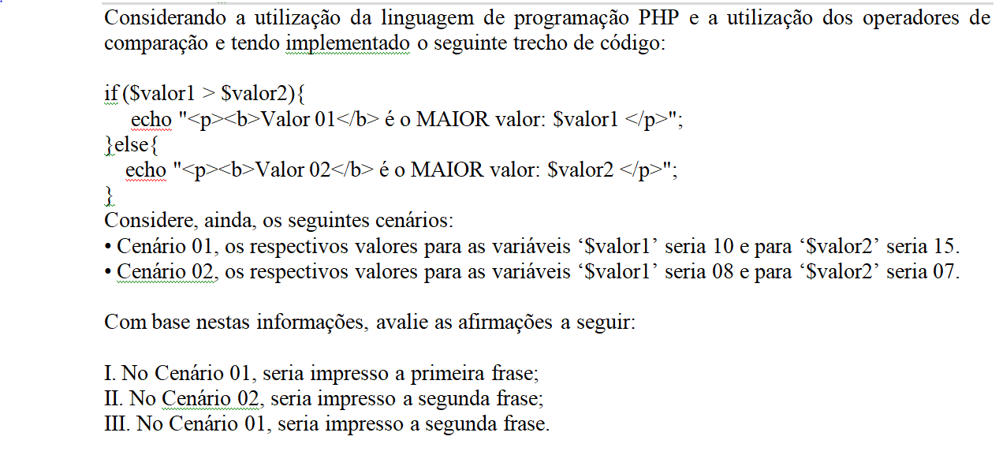 Considerando a utilização da linguagem de programação PHP e a utilização dos operadores de
comparação e tendo implementado o seguinte trecho de código:
if ($valor1 > $valor2){
echo "<p><b>Valor 01</b> é o MAIOR valor: $valor1 </p>";
}else{
echo "<p><b>Valor 02</b> é o MAIOR valor: $valor2 </p>";
}
Considere, ainda, os seguintes cenários:
• Cenário 01, os respectivos valores para as variáveis ‘$valor1’ seria 10 e para ‘$valor2’ seria 15.
• Cenário 02, os respectivos valores para as variáveis ‘$valor1’ seria 08 e para ‘$valor2’ seria 07.
Com base nestas informações, avalie as afirmações a seguir:
I. No Cenário 01, seria impresso a primeira frase;
II. No Cenário 02, seria impresso a segunda frase;
III. No Cenário 01, seria impresso a segunda frase.